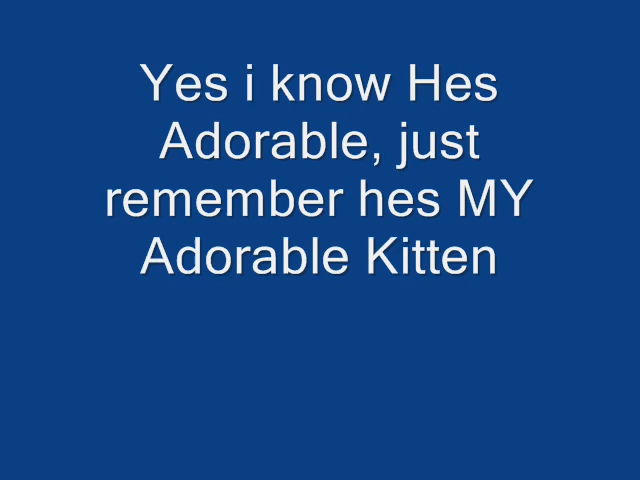 Yes i know Hes
Adorable, just
remember hes MY
Adorable Kitten